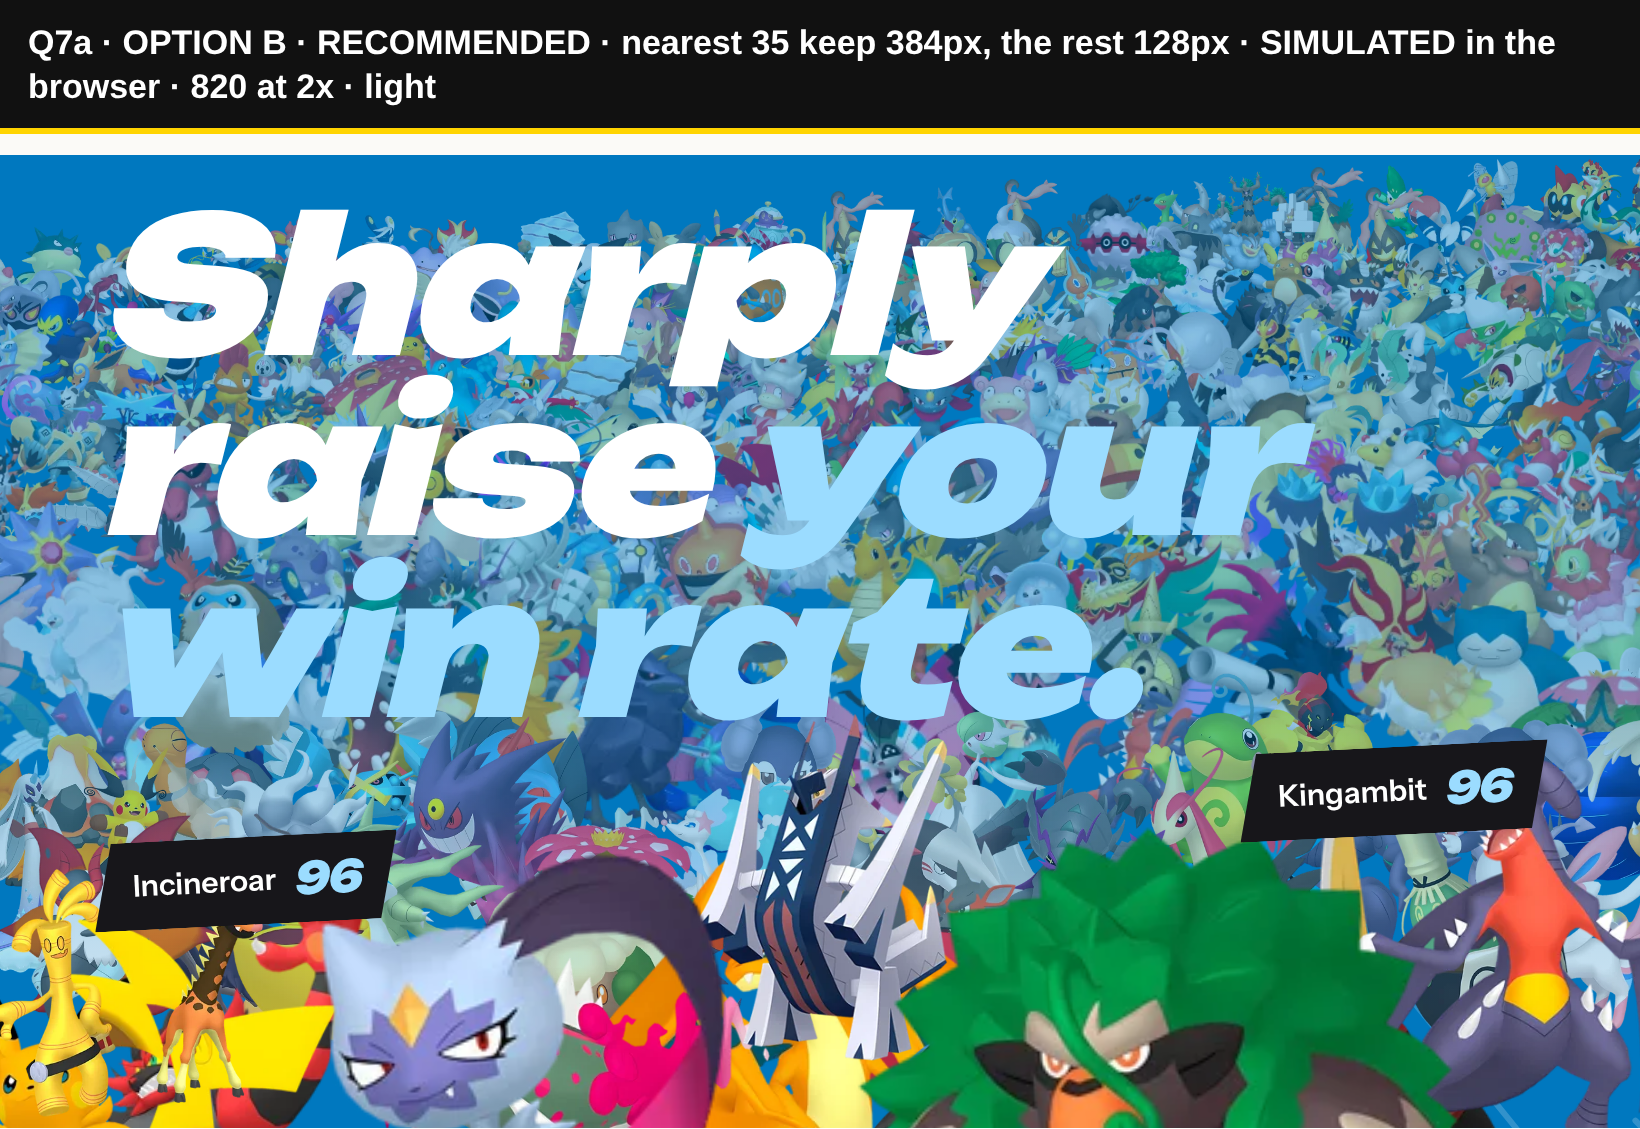 Q7a · OPTION B · RECOMMENDED · nearest 35 keep 384px, the rest 128px · SIMULATED in the
browser · 820 at 2x · light
Sharply
raise your
win rate.
Kingambit 96
Incineroar 96